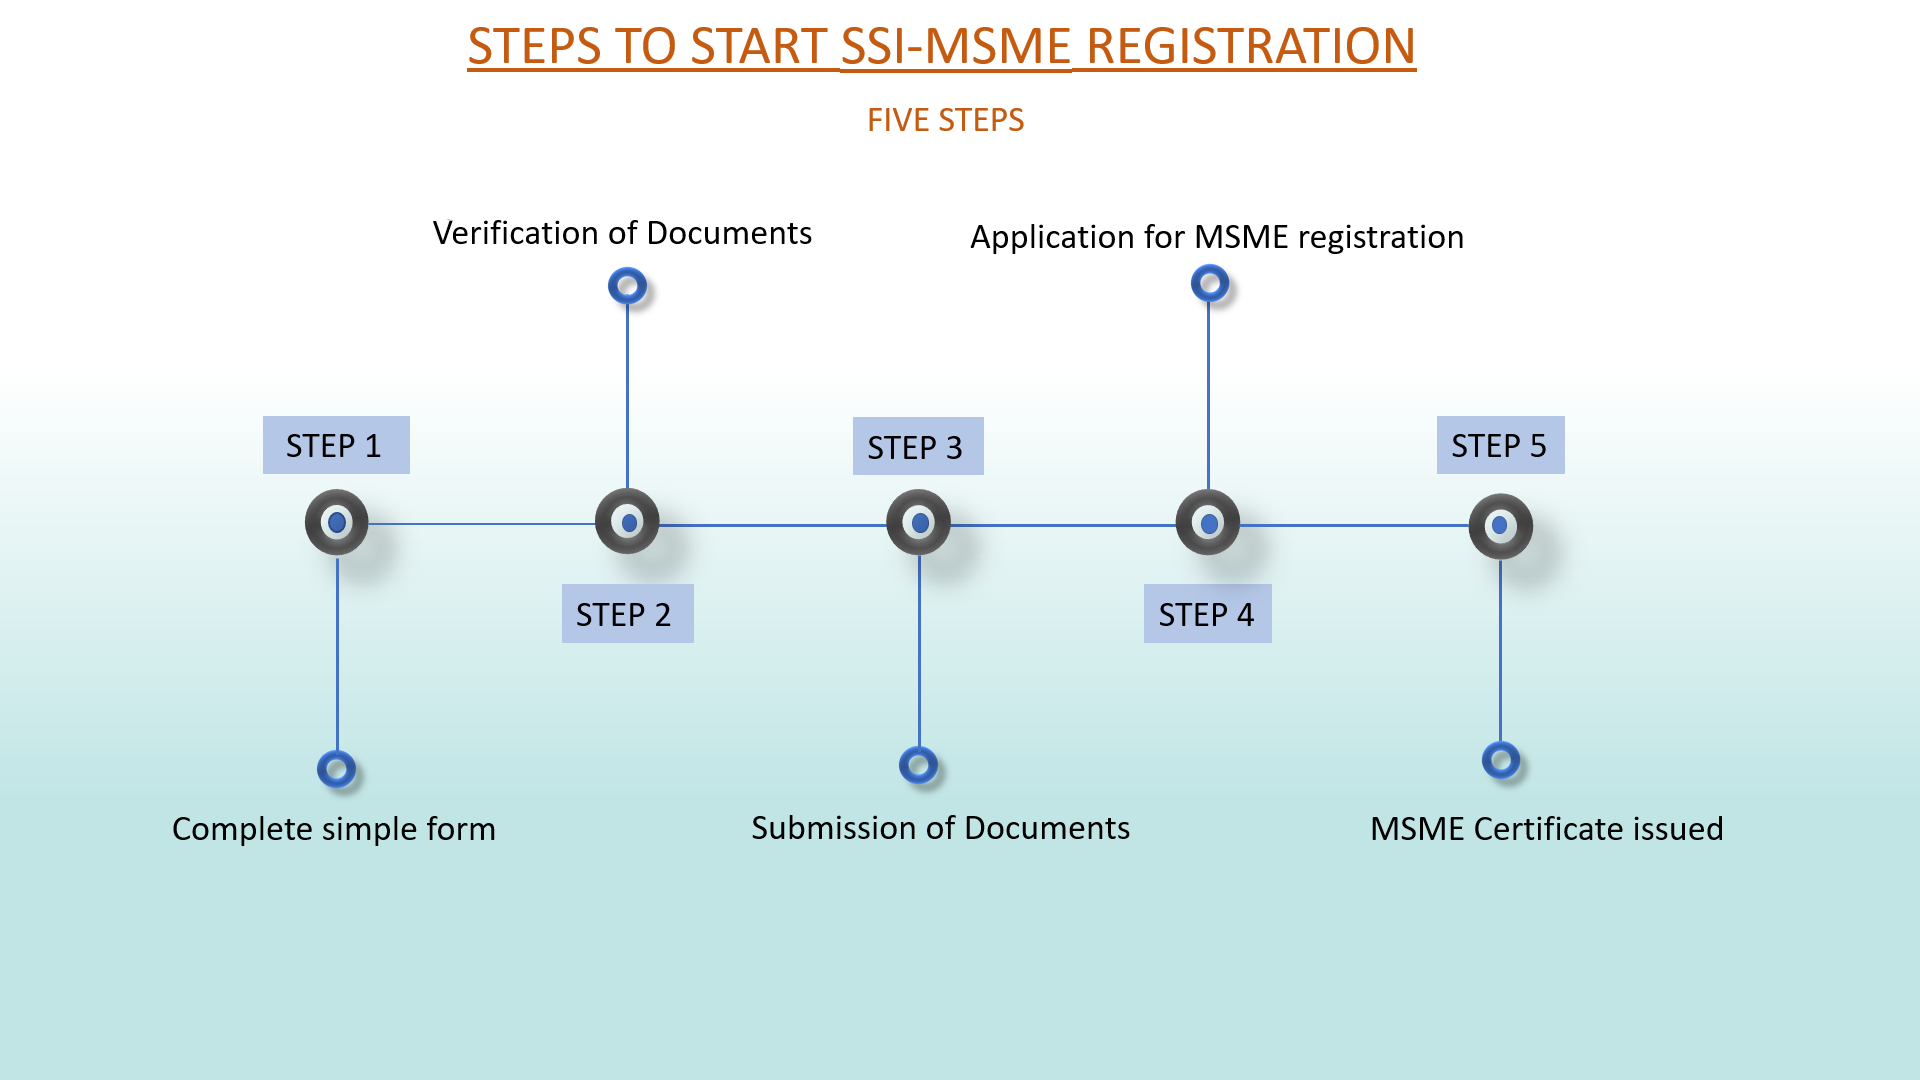 STEPS TO START SSI-MSME REGISTRATION
FIVE STEPS
Verification of Documents
Application for MSME registration
STEP 1
STEP 3
STEP 5
STEP 2
STEP 4
Complete simple form
Submission of Documents
MSME Certificate issued